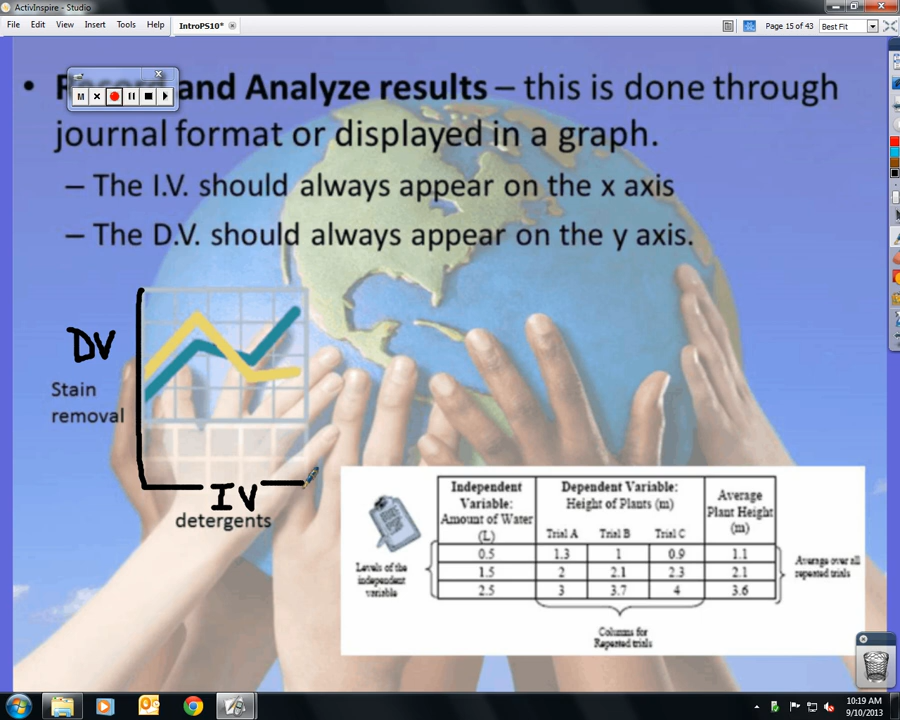 ActivInspire - Studio
File Edit View Insert Tools Help IntroPS10* Page 15 of 43 Best Fit
M
• and Analyze results – this is done through
journal format or displayed in a graph.
– The I.V. should always appear on the x axis
– The D.V. should always appear on the y axis.
DV
Stain
removal
IV
detergents
Independent
Variable:
Amount of Water
(L)
Dependent Variable:
Height of Plants (m)
Trial A Trial B Trial C
Average
Plant Height
(m)
0.5 1.3 1 0.9 1.1
1.5 2 2.1 2.3 2.1
2.5 3 3.7 4 3.6
Levels of the
independent
variable
Average over all
repeated trials
Columns for
Repeated trials
10:19 AM
9/10/2013